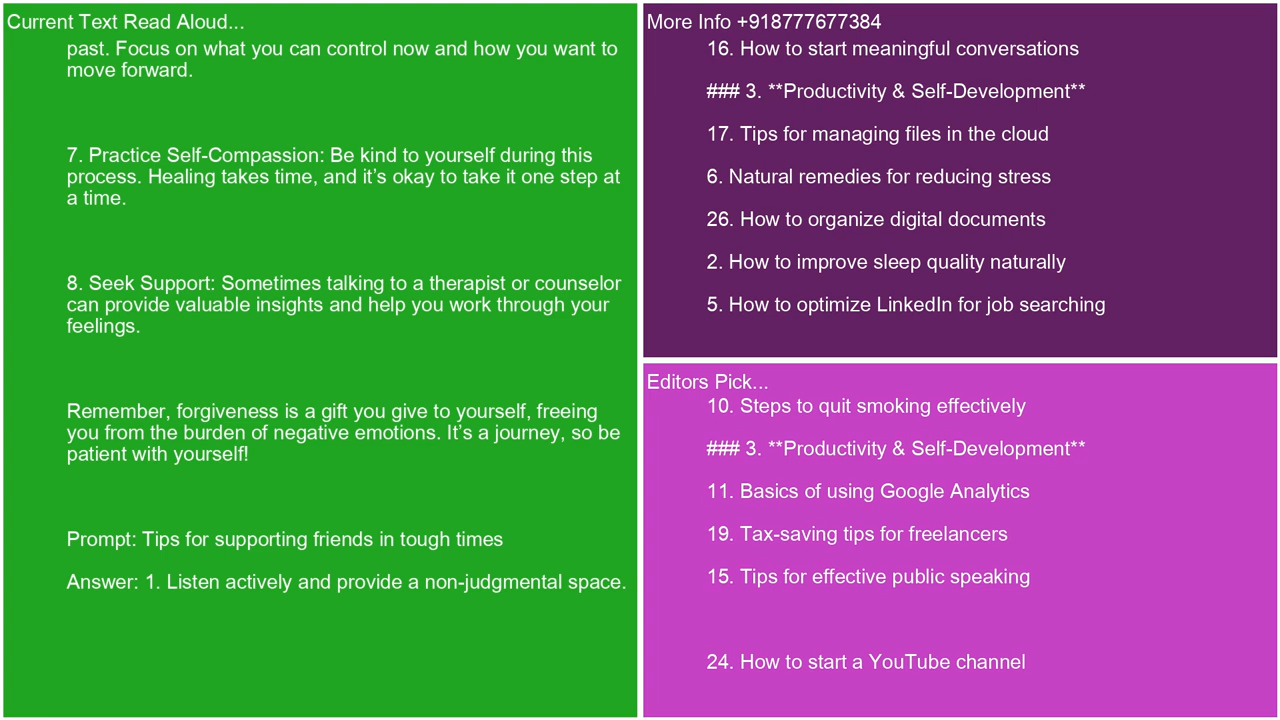 Current Text Read Aloud...
past. Focus on what you can control now and how you want to
move forward.
7. Practice Self-Compassion: Be kind to yourself during this
process. Healing takes time, and it’s okay to take it one step at
a time.
8. Seek Support: Sometimes talking to a therapist or counselor
can provide valuable insights and help you work through your
feelings.
Remember, forgiveness is a gift you give to yourself, freeing
you from the burden of negative emotions. It’s a journey, so be
patient with yourself!
Prompt: Tips for supporting friends in tough times
Answer: 1. Listen actively and provide a non-judgmental space.
More Info +918777677384
16. How to start meaningful conversations
### 3. **Productivity & Self-Development**
17. Tips for managing files in the cloud
6. Natural remedies for reducing stress
26. How to organize digital documents
2. How to improve sleep quality naturally
5. How to optimize LinkedIn for job searching
Editors Pick...
10. Steps to quit smoking effectively
### 3. **Productivity & Self-Development**
11. Basics of using Google Analytics
19. Tax-saving tips for freelancers
15. Tips for effective public speaking
24. How to start a YouTube channel